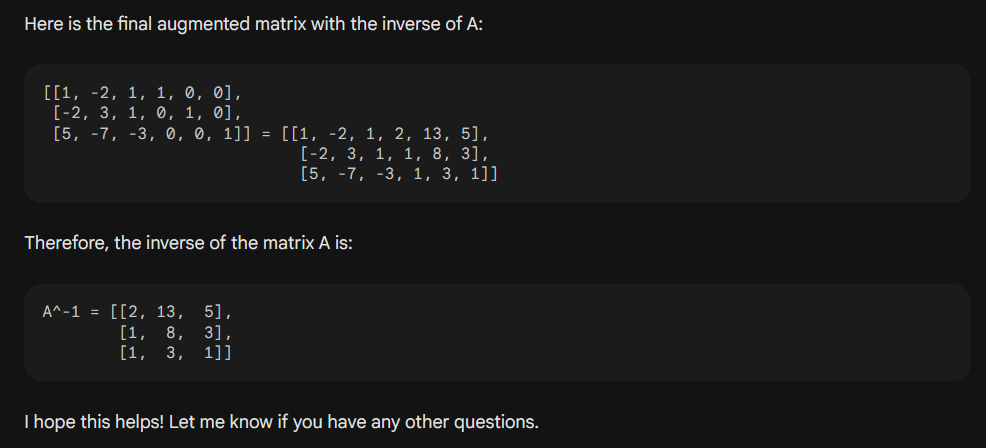 Here is the final augmented matrix with the inverse of A:
[[1, -2, 1, 1, 0, 0],
[-2, 3, 1, 0, 1, 0],
[5, -7, -3, 0, 0, 1]] = [[1, -2, 1, 2, 13, 5],
[-2, 3, 1, 1, 8, 3],
[5, -7, -3, 1, 3, 1]]
Therefore, the inverse of the matrix A is:
A^-1 = [[2, 13, 5],
[1, 8, 3],
[1, 3, 1]]
I hope this helps! Let me know if you have any other questions.